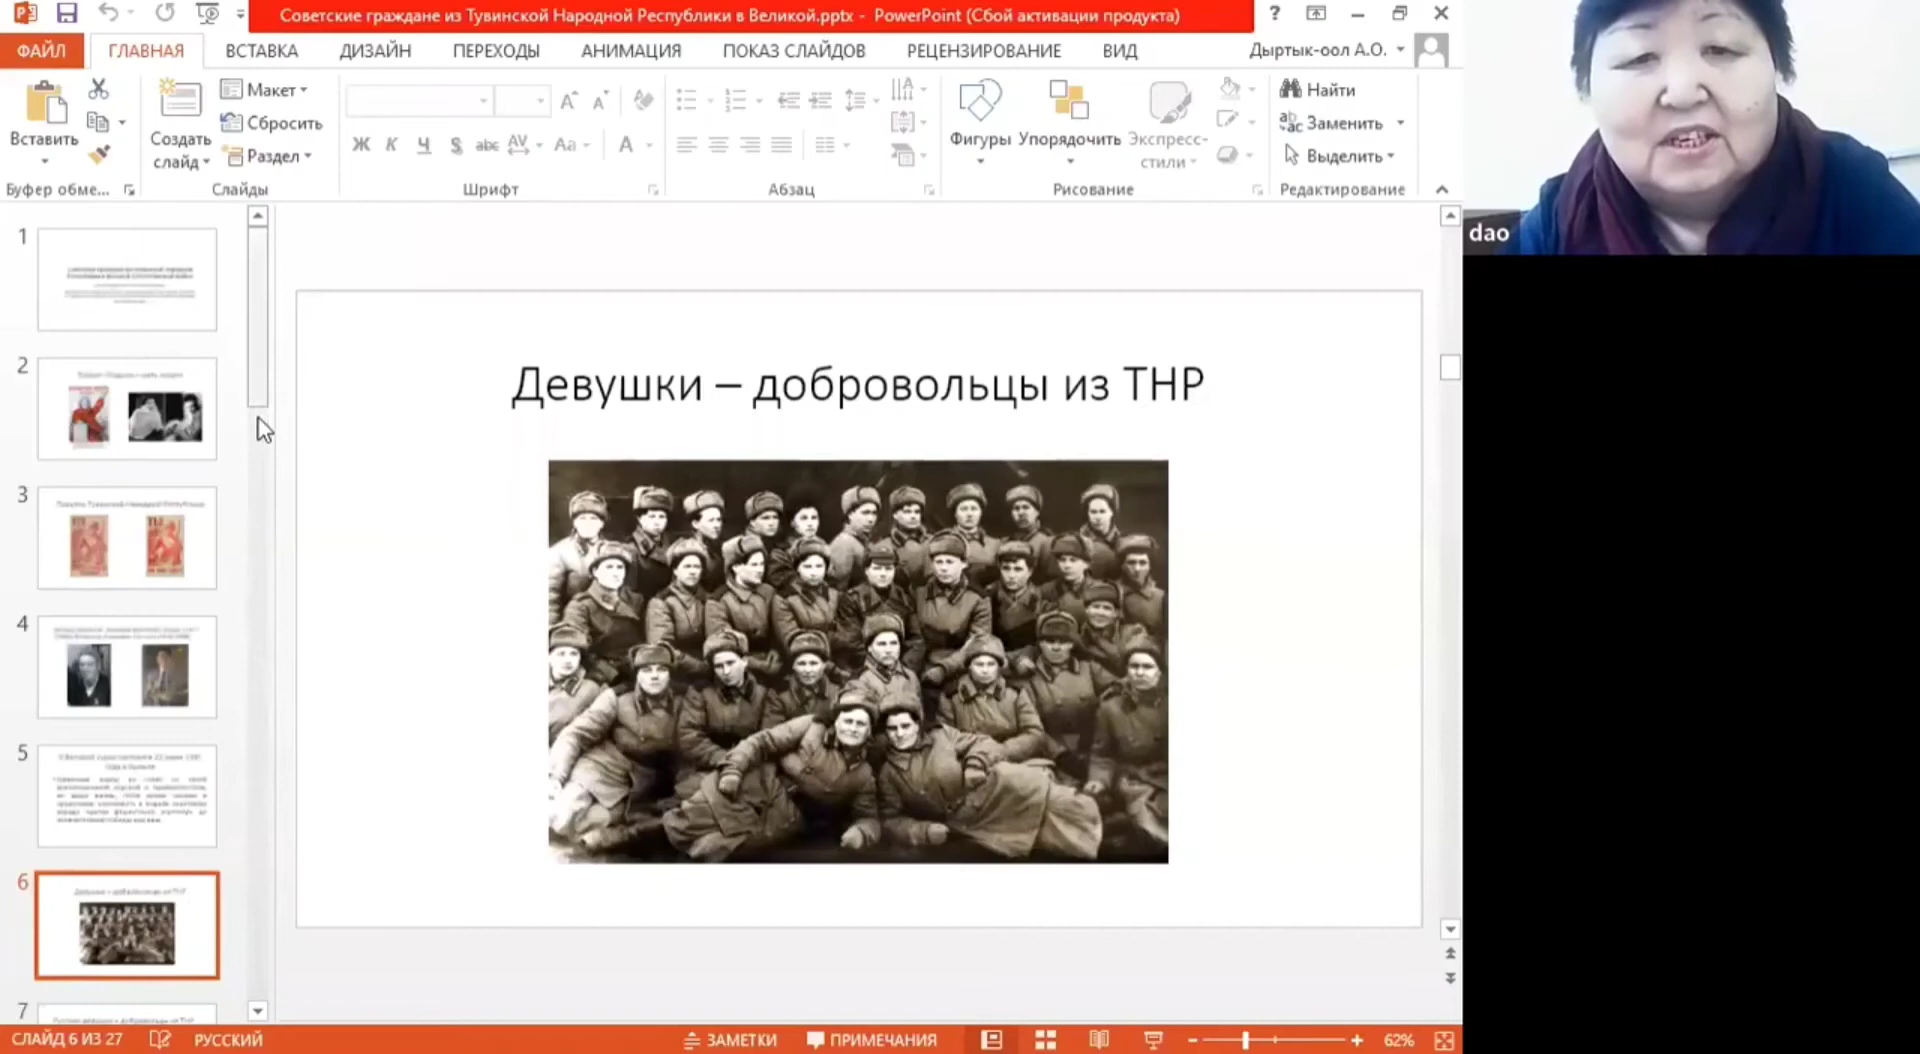 Советские граждане из Тувинской Народной Республики в Великой.pptx - PowerPoint (Сбой активации продукта)
ФАЙЛ ГЛАВНАЯ ВСТАВКА ДИЗАЙН ПЕРЕХОДЫ АНИМАЦИЯ ПОКАЗ СЛАЙДОВ РЕЦЕНЗИРОВАНИЕ ВИД Дыртык-оол А.О.
Вставить
Создать слайд
Макет
Сбросить
Раздел
Ж К Ч S abc AV Aa A
Фигуры Упорядочить Экспресс-стили
Найти
Заменить
Выделить
Буфер обме... Слайды Шрифт Абзац Рисование Редактирование
dao
1
2
3
4
5
6
7
Девушки – добровольцы из ТНР
СЛАЙД 6 ИЗ 27 РУССКИЙ ЗАМЕТКИ ПРИМЕЧАНИЯ 62%